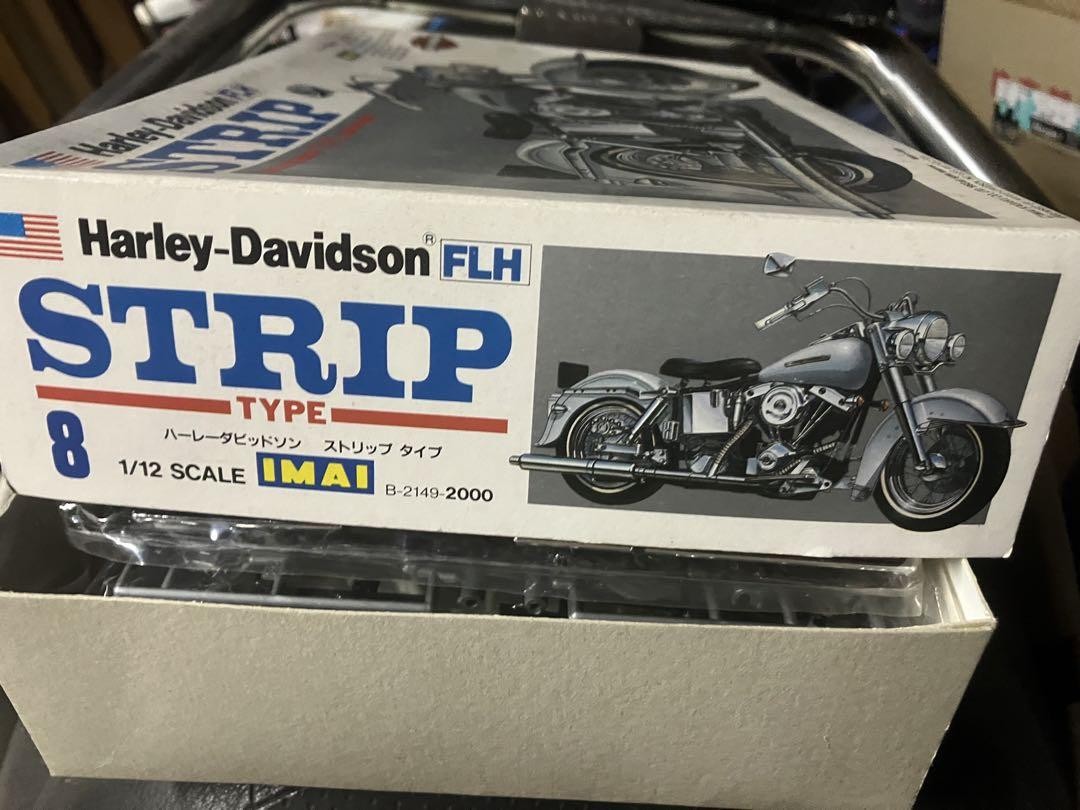 Harley-Davidson FLH
STRIP
Harley-Davidson® FLH
STRIP
TYPE
8
ハーレーダビッドソン ストリップ タイプ
1/12 SCALE IMAI B-2149-2000